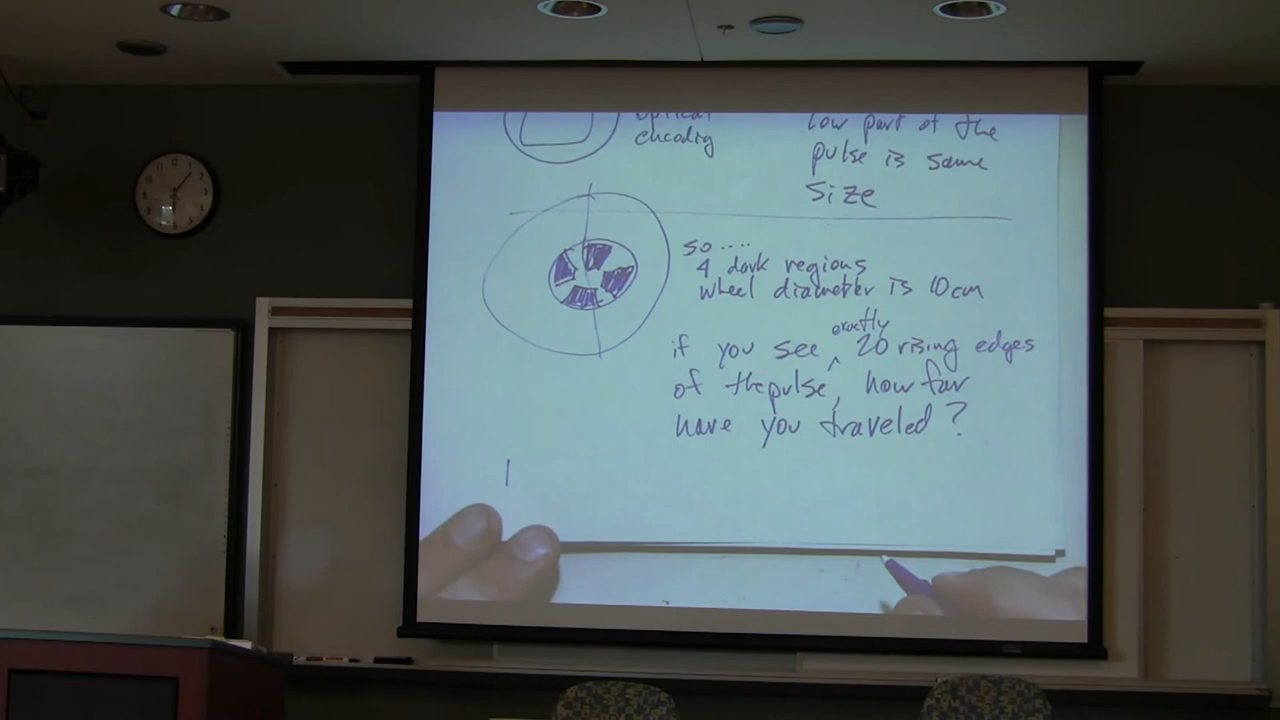 optical
encoding
low part of the
pulse is same
size
so....
4 dark regions
wheel diameter is 10cm
exactly
if you see ^ 20 rising edges
of the pulse, how far
have you traveled?